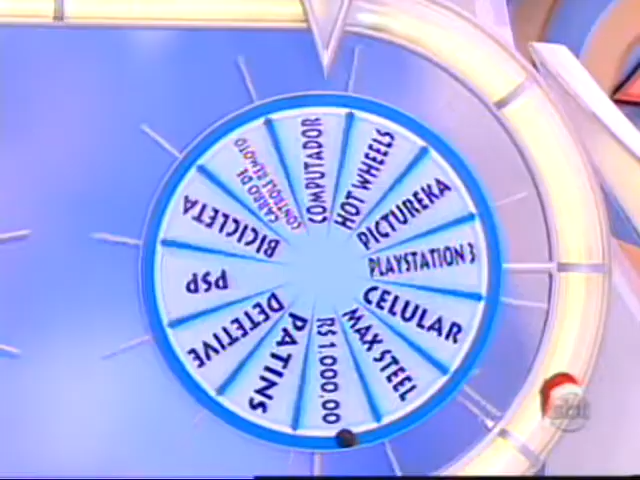 COMPUTADOR
HOT WHEELS
PICTUREKA
PLAYSTATION 3
CELULAR
MAX STEEL
R$ 1.000,00
PATINS
DETETIVE
PSP
BICICLETA
CARRO DE
CONTROLE REMOTO